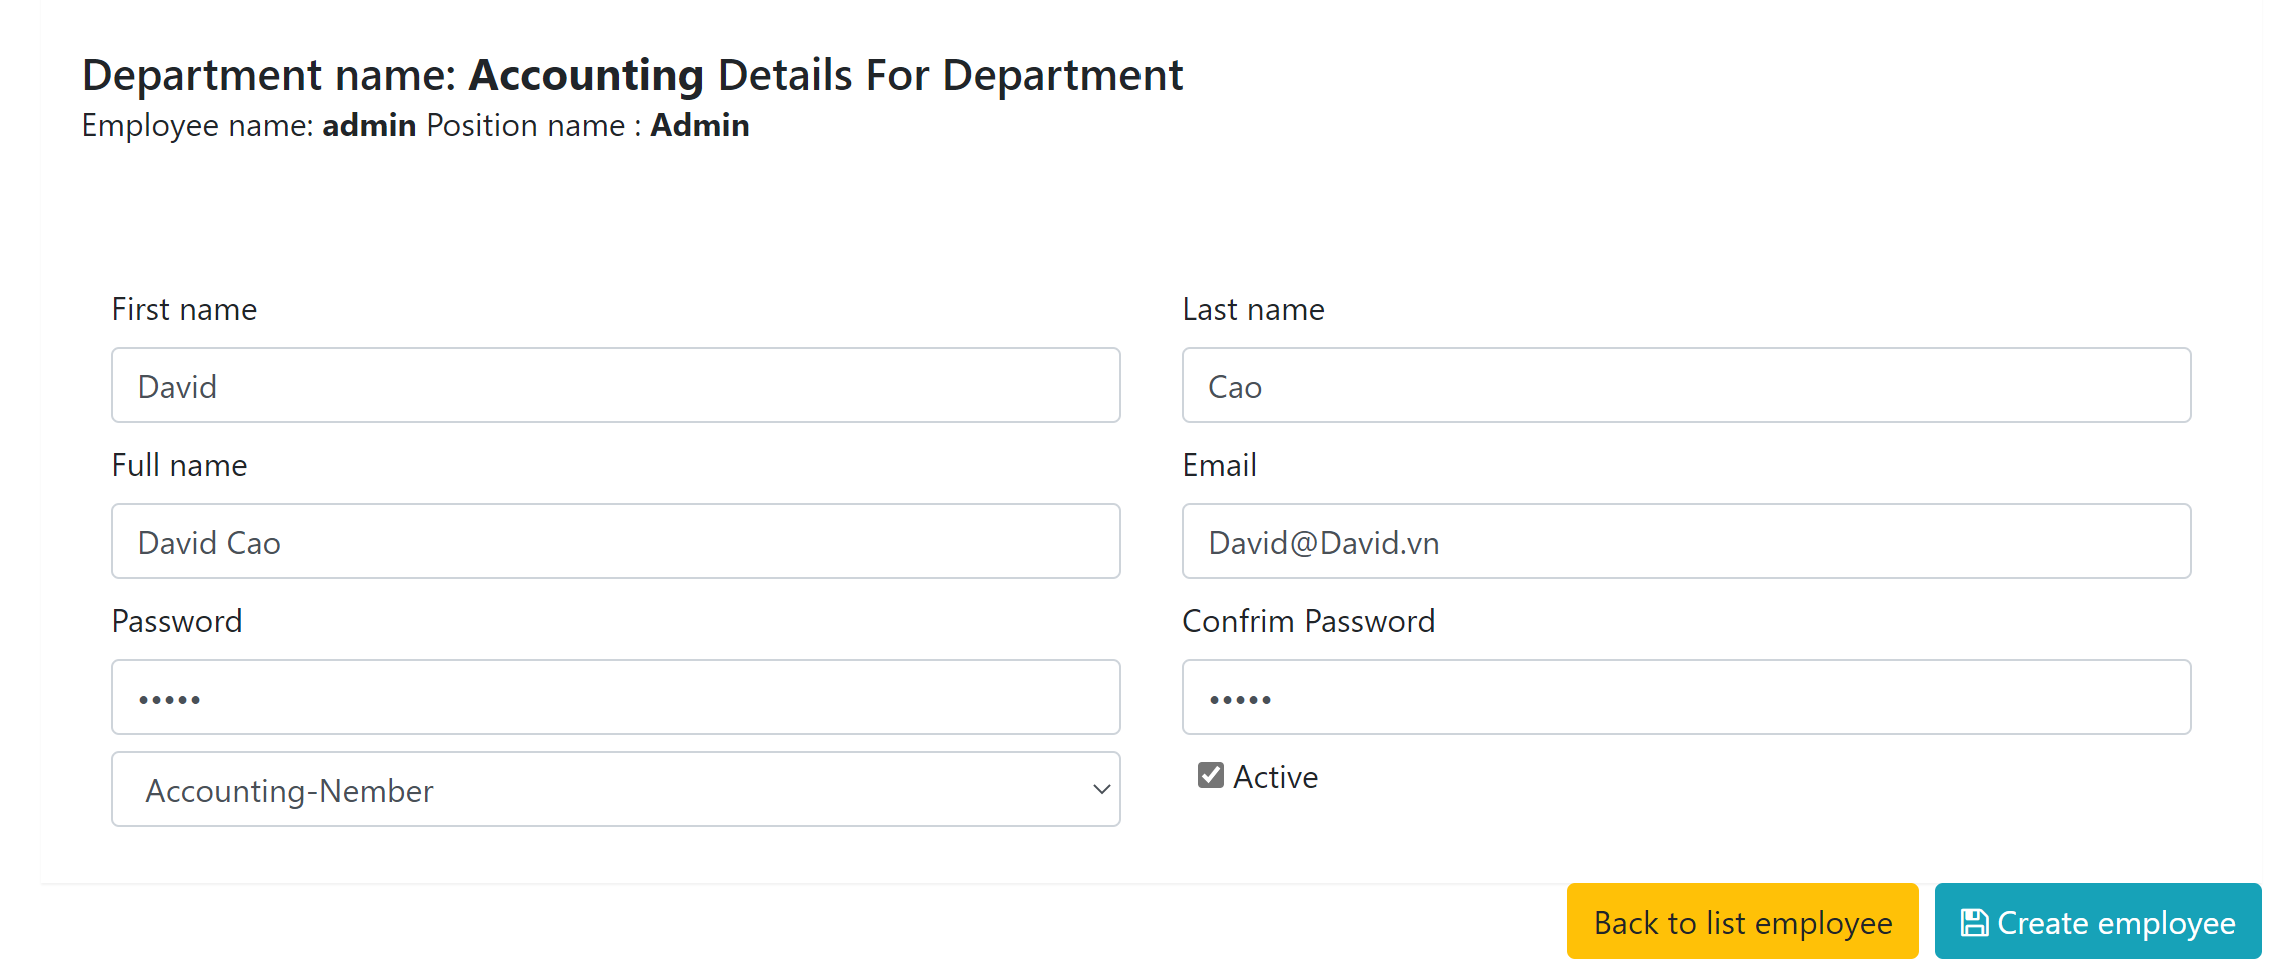 Department name: Accounting Details For Department
Employee name: admin Position name : Admin
First name
Last name
David
Cao
Full name
Email
David Cao
David@David.vn
Password
Confrim Password
•••••
•••••
Accounting-Nember
Active
Back to list employee
Create employee